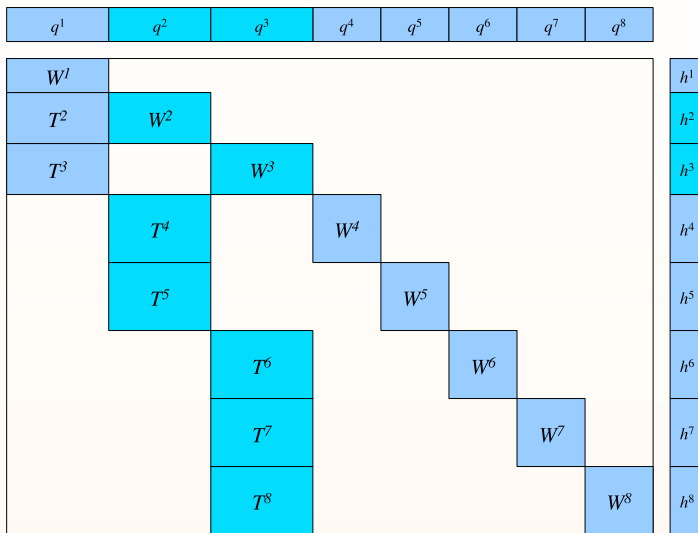 q¹ q² q³ q⁴ q⁵ q⁶ q⁷ q⁸
W¹ h¹
T² W² h²
T³ W³ h³
T⁴ W⁴ h⁴
T⁵ W⁵ h⁵
T⁶ W⁶ h⁶
T⁷ W⁷ h⁷
T⁸ W⁸ h⁸